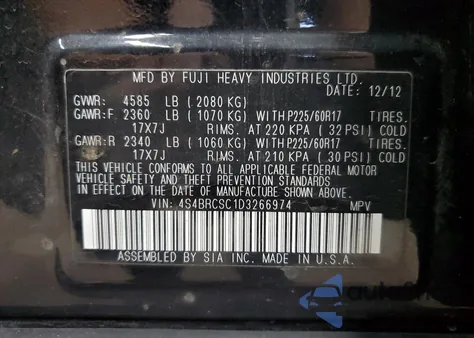 MFD BY FUJI HEAVY INDUSTRIES LTD.
DATE: 12/12
GVWR: 4585 LB ( 2080 KG)
GAWR:F 2360 LB ( 1070 KG) WITH P225/60R17 TIRES.
17X7J RIMS. AT 220 KPA ( 32 PSI) COLD
GAWR:R 2340 LB ( 1060 KG) WITH P225/60R17 TIRES.
17X7J RIMS. AT 210 KPA ( 30 PSI) COLD
THIS VEHICLE CONFORMS TO ALL APPLICABLE FEDERAL MOTOR
VEHICLE SAFETY BUMPER AND THEFT PREVENTION STANDARDS
IN EFFECT ON THE DATE OF MANUFACTURE SHOWN ABOVE.
VIN: 4S4BRCSC1D3266974 MPV
ASSEMBLED BY SIA INC. MADE IN U.S.A.